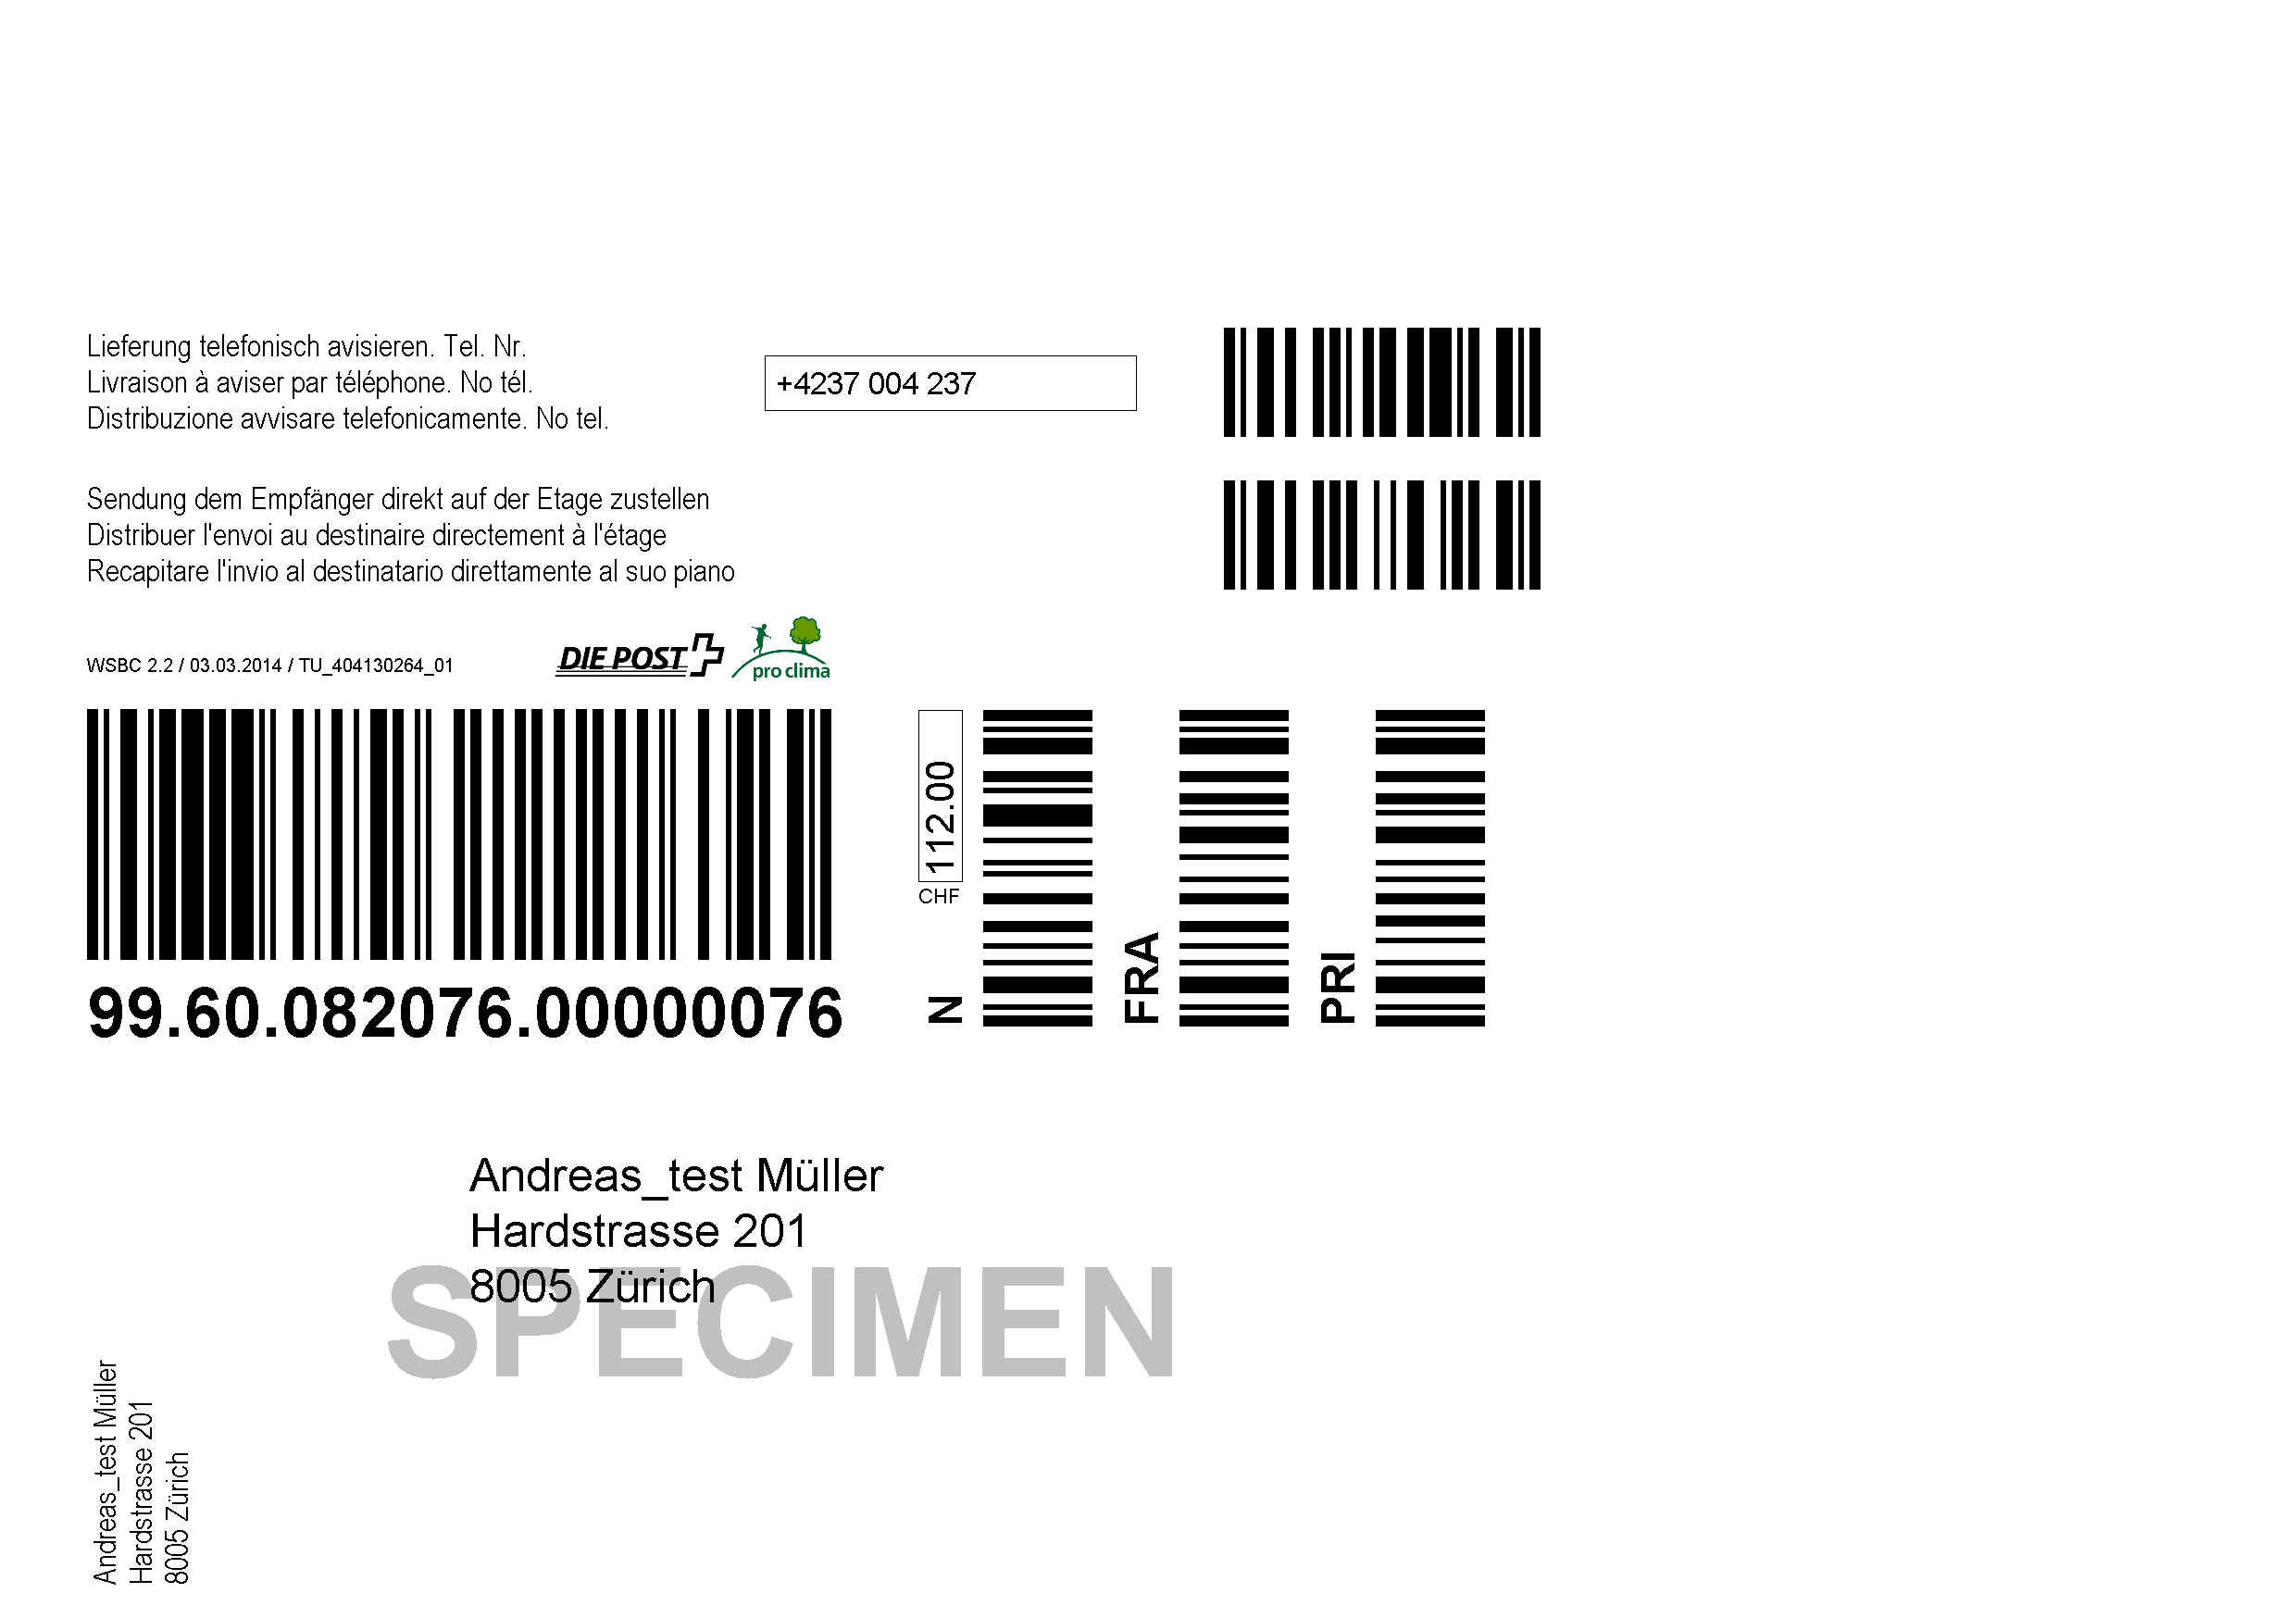 Lieferung telefonisch avisieren. Tel. Nr.
Livraison à aviser par téléphone. No tél.
Distribuzione avvisare telefonicamente. No tel.
+4237 004 237
Sendung dem Empfänger direkt auf der Etage zustellen
Distribuer l'envoi au destinaire directement à l'étage
Recapitare l'invio al destinatario direttamente al suo piano
WSBC 2.2 / 03.03.2014 / TU_404130264_01
DIE POST
pro clima
99.60.082076.00000076
112.00
CHF
N
FRA
PRI
Andreas_test Müller
Hardstrasse 201
8005 Zürich
SPECIMEN
Andreas_test Müller
Hardstrasse 201
8005 Zürich